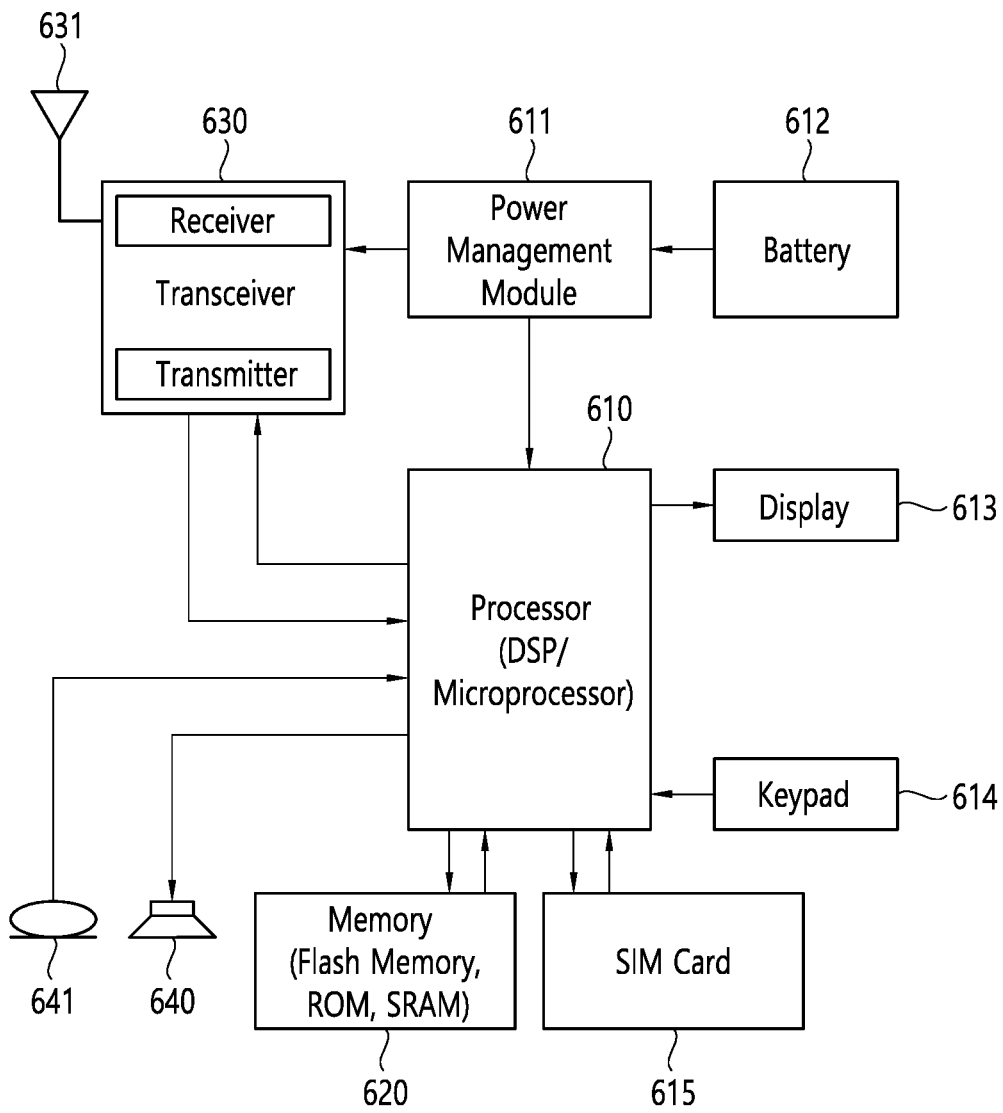 631
630
611
612
Receiver
Transceiver
Transmitter
Power
Management
Module
Battery
610
Display
613
Processor
(DSP/
Microprocessor)
Keypad
614
Memory
(Flash Memory,
ROM, SRAM)
SIM Card
641
640
620
615